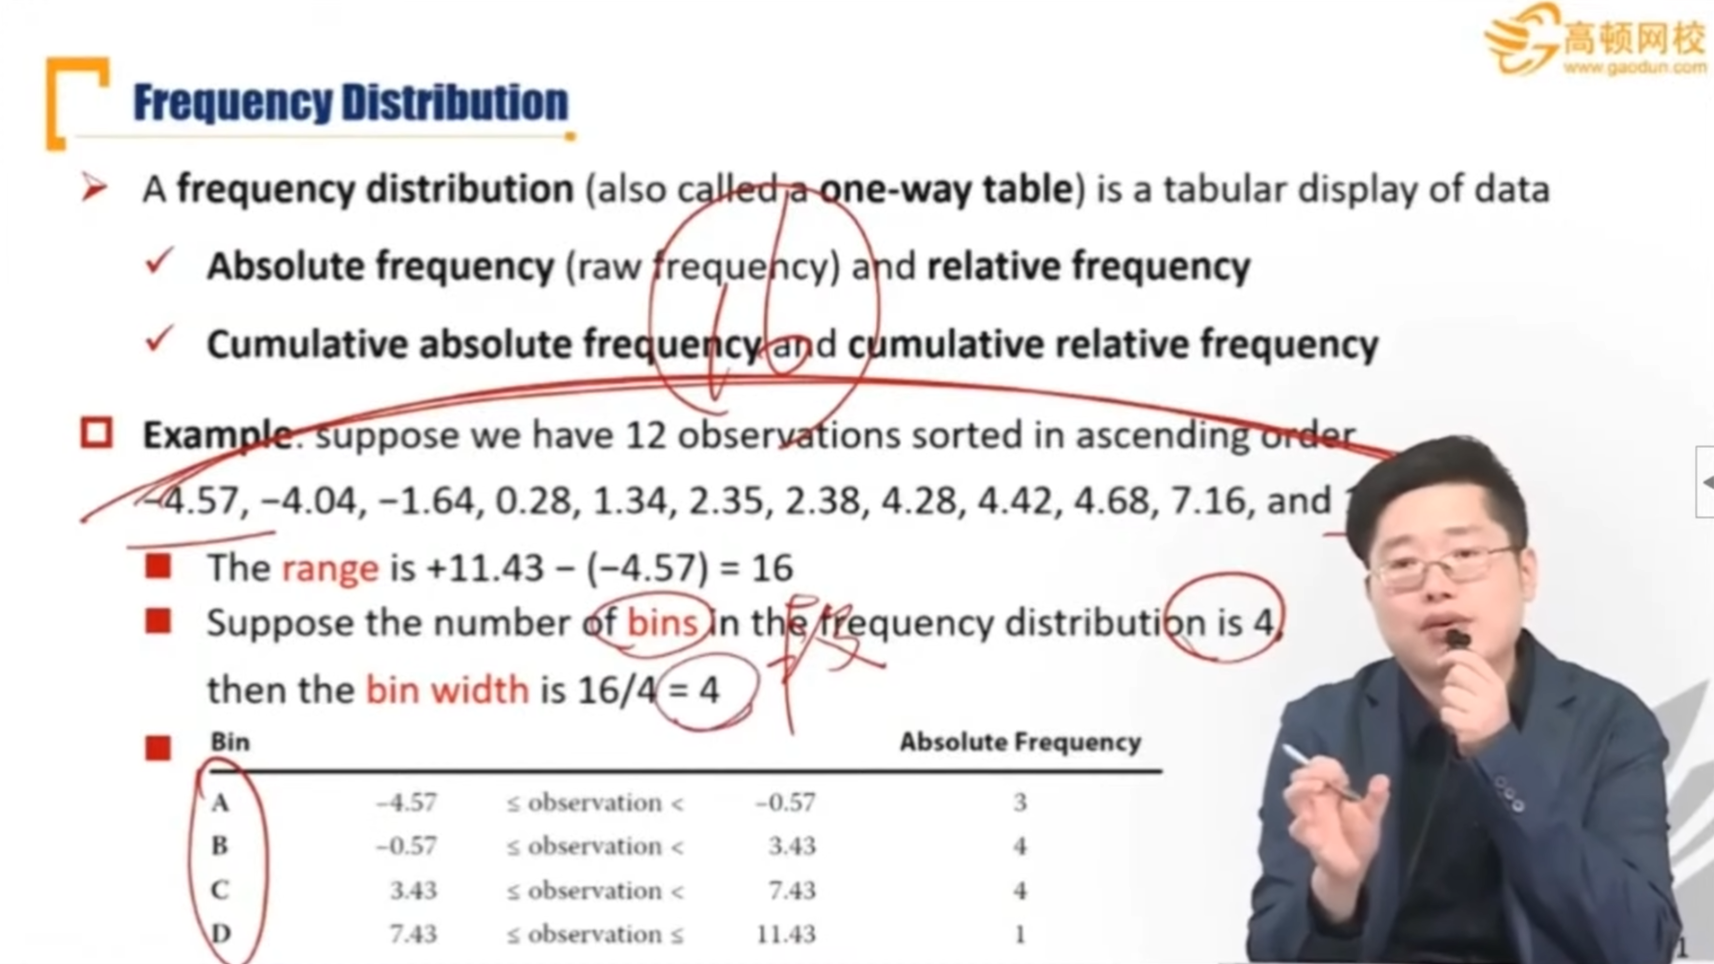 高顿网校
www.gaodun.com
Frequency Distribution
A frequency distribution (also called a one-way table) is a tabular display of data
Absolute frequency (raw frequency) and relative frequency
Cumulative absolute frequency and cumulative relative frequency
16
Example: suppose we have 12 observations sorted in ascending order
−4.57, −4.04, −1.64, 0.28, 1.34, 2.35, 2.38, 4.28, 4.42, 4.68, 7.16, and
The range is +11.43 − (−4.57) = 16
Suppose the number of bins in the frequency distribution is 4,
段
then the bin width is 16/4 = 4
Bin Absolute Frequency
A −4.57 ≤ observation < −0.57 3
B −0.57 ≤ observation < 3.43 4
C 3.43 ≤ observation < 7.43 4
D 7.43 ≤ observation ≤ 11.43 1